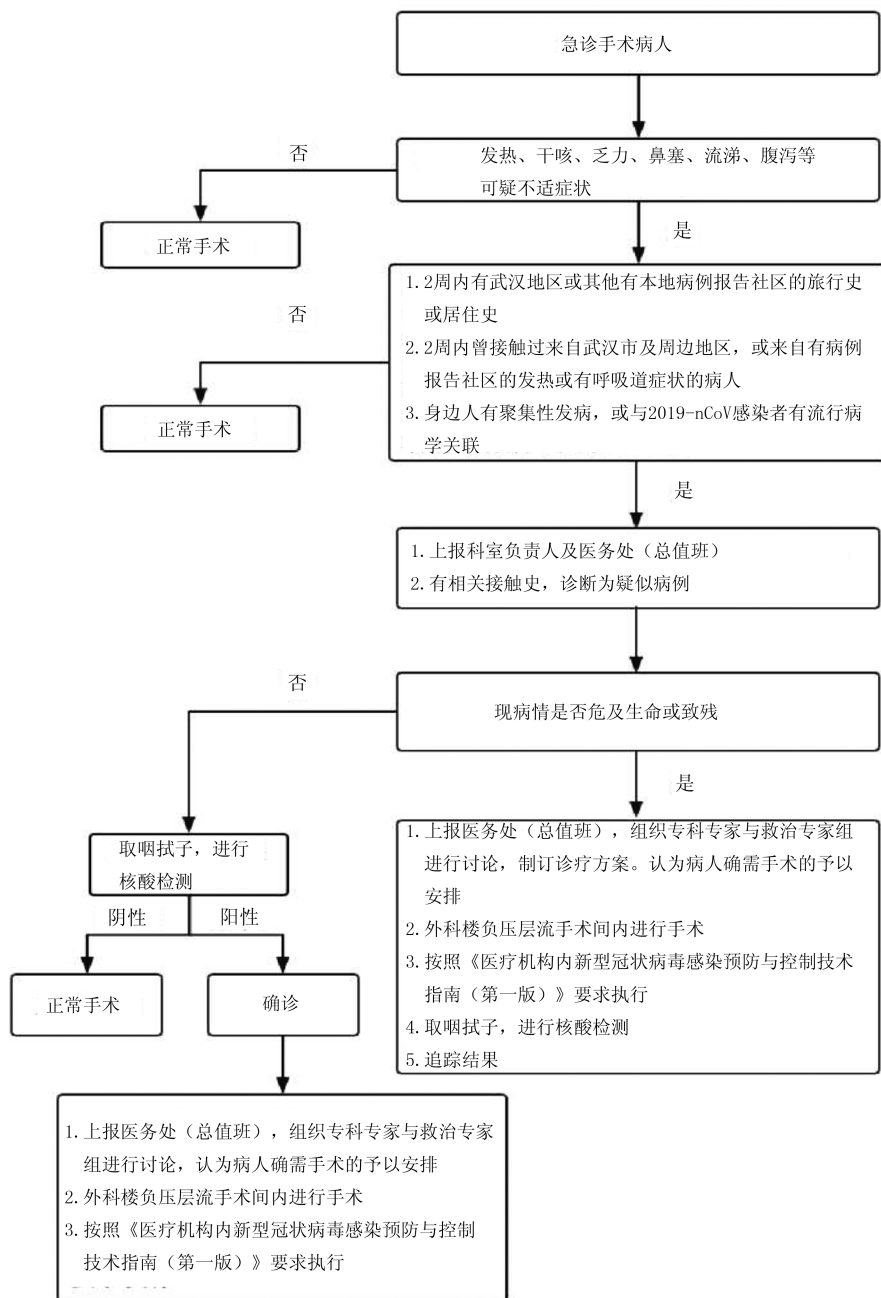 急诊手术病人
否
发热、干咳、乏力、鼻塞、流涕、腹泻等
可疑不适症状
正常手术
是
1. 2周内有武汉地区或其他有本地病例报告社区的旅行史
或居住史
2. 2周内曾接触过来自武汉市及周边地区，或来自有病例
报告社区的发热或有呼吸道症状的病人
3. 身边人有聚集性发病，或与2019-nCoV感染者有流行病
学关联
否
正常手术
是
1. 上报科室负责人及医务处（总值班）
2. 有相关接触史，诊断为疑似病例
否
现病情是否危及生命或致残
是
取咽拭子，进行
核酸检测
1. 上报医务处（总值班），组织专科专家与救治专家组
进行讨论，制订诊疗方案。认为病人确需手术的予以
安排
2. 外科楼负压层流手术间内进行手术
3. 按照《医疗机构内新型冠状病毒感染预防与控制技术
指南（第一版）》要求执行
4. 取咽拭子，进行核酸检测
5. 追踪结果
阴性
阳性
正常手术
确诊
1. 上报医务处（总值班），组织专科专家与救治专家
组进行讨论，认为病人确需手术的予以安排
2. 外科楼负压层流手术间内进行手术
3. 按照《医疗机构内新型冠状病毒感染预防与控制
技术指南（第一版）》要求执行